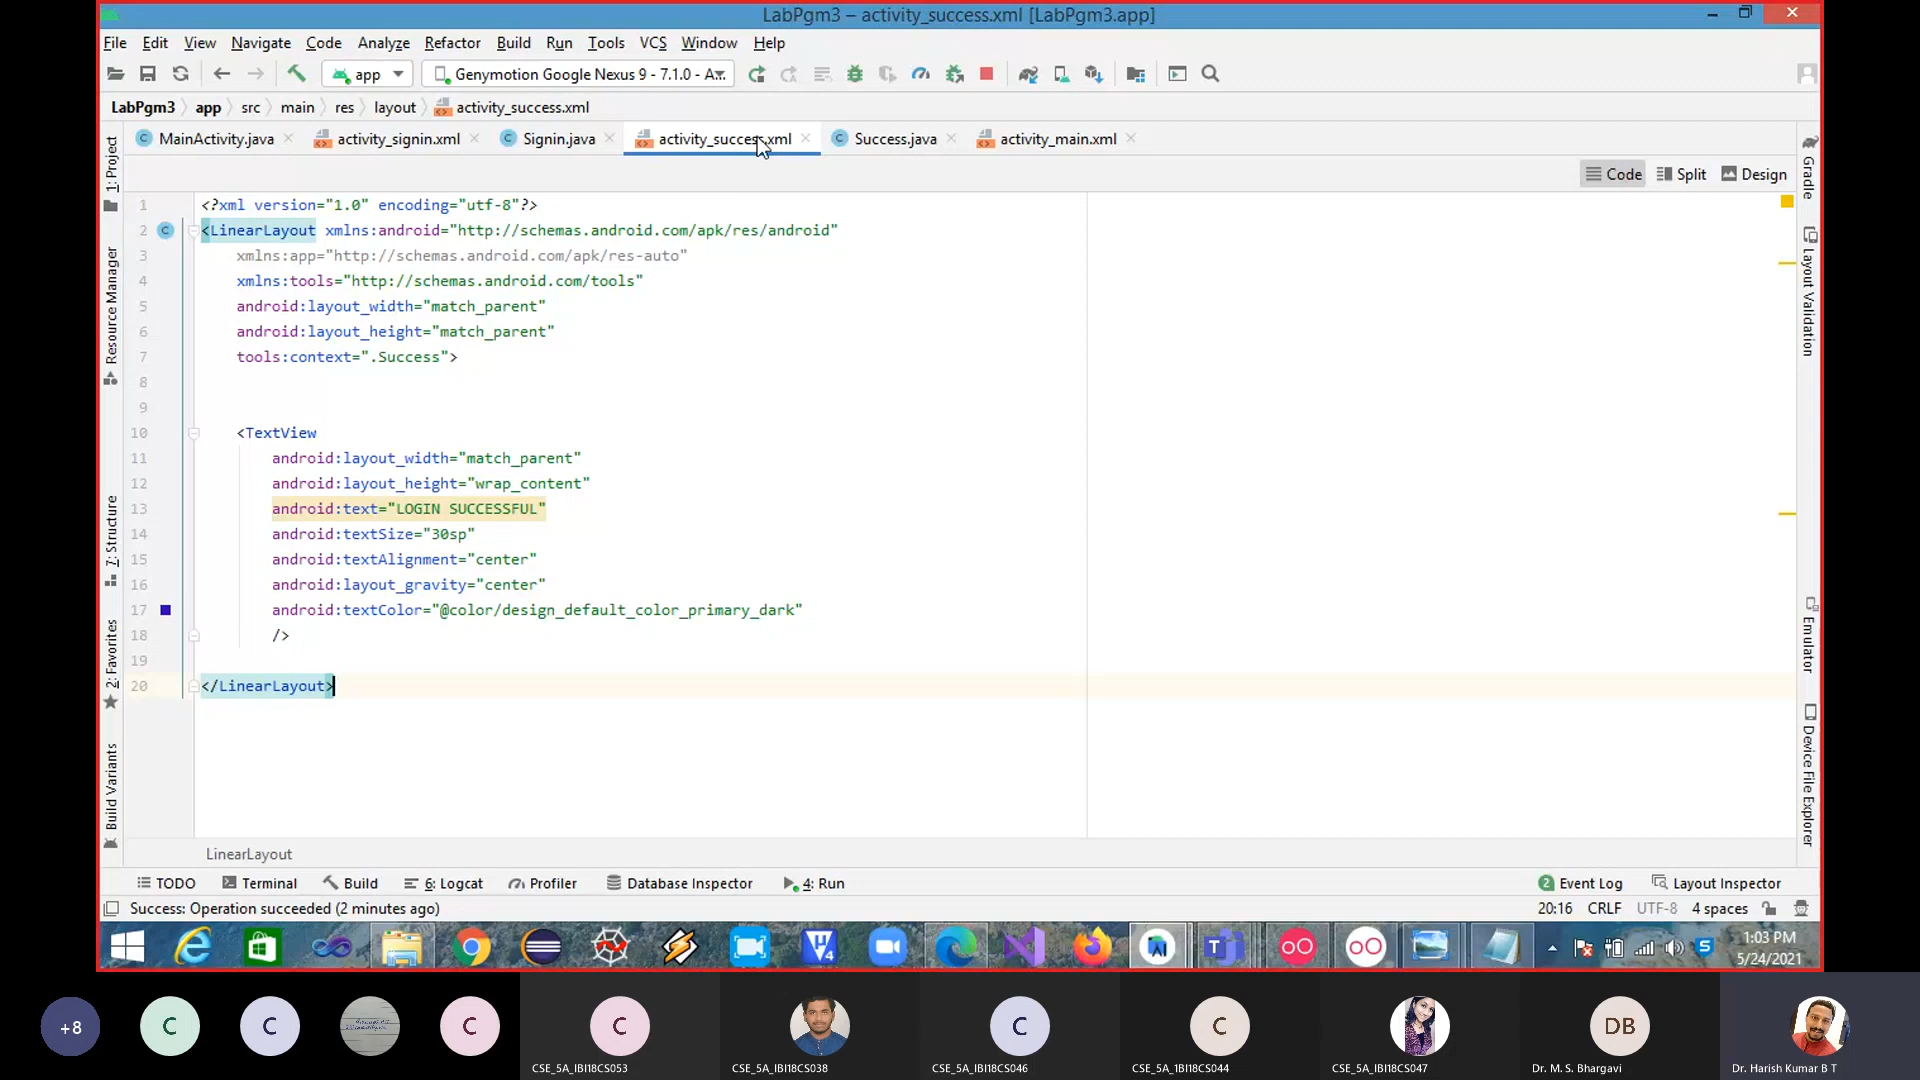 LabPgm3 – activity_success.xml [LabPgm3.app]
File Edit View Navigate Code Analyze Refactor Build Run Tools VCS Window Help
app Genymotion Google Nexus 9 - 7.1.0 - A...
LabPgm3 app src main res layout activity_success.xml
MainActivity.java activity_signin.xml Signin.java activity_success.xml Success.java activity_main.xml
Code Split Design
1 <?xml version="1.0" encoding="utf-8"?>
2 <LinearLayout xmlns:android="http://schemas.android.com/apk/res/android"
3 xmlns:app="http://schemas.android.com/apk/res-auto"
4 xmlns:tools="http://schemas.android.com/tools"
5 android:layout_width="match_parent"
6 android:layout_height="match_parent"
7 tools:context=".Success">
8
9
10 <TextView
11 android:layout_width="match_parent"
12 android:layout_height="wrap_content"
13 android:text="LOGIN SUCCESSFUL"
14 android:textSize="30sp"
15 android:textAlignment="center"
16 android:layout_gravity="center"
17 android:textColor="@color/design_default_color_primary_dark"
18 />
19
20 </LinearLayout>
1: Project
Resource Manager
7: Structure
2: Favorites
Build Variants
Gradle
Layout Validation
Emulator
Device File Explorer
LinearLayout
TODO Terminal Build 6: Logcat Profiler Database Inspector 4: Run 2 Event Log Layout Inspector
Success: Operation succeeded (2 minutes ago) 20:16 CRLF UTF-8 4 spaces
1:03 PM
5/24/2021
+8 C C C C C C DB
CSE_5A_IBI18CS053 CSE_5A_IBI18CS038 CSE_5A_IBI18CS046 CSE_5A_1BI18CS044 CSE_5A_IBI18CS047 Dr. M. S. Bhargavi Dr. Harish Kumar B T